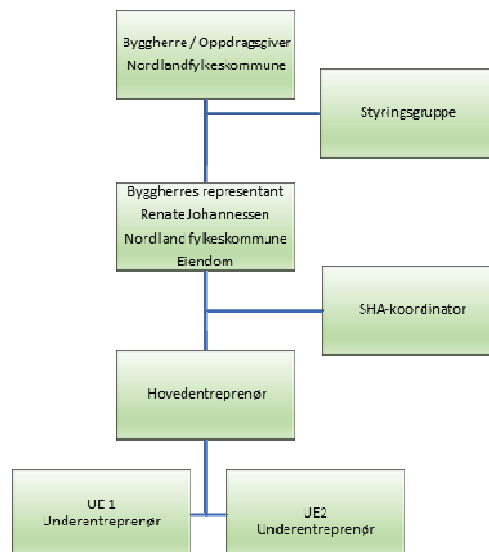 Byggherre / Oppdragsgiver
Nordlandfylkeskommune
Styringsgruppe
Byggherres representant
Renate Johannessen
Nordland fylkeskommune
Eiendom
SHA-koordinator
Hovedentreprenør
UE 1
Underentreprenør
UE2
Underentreprenør